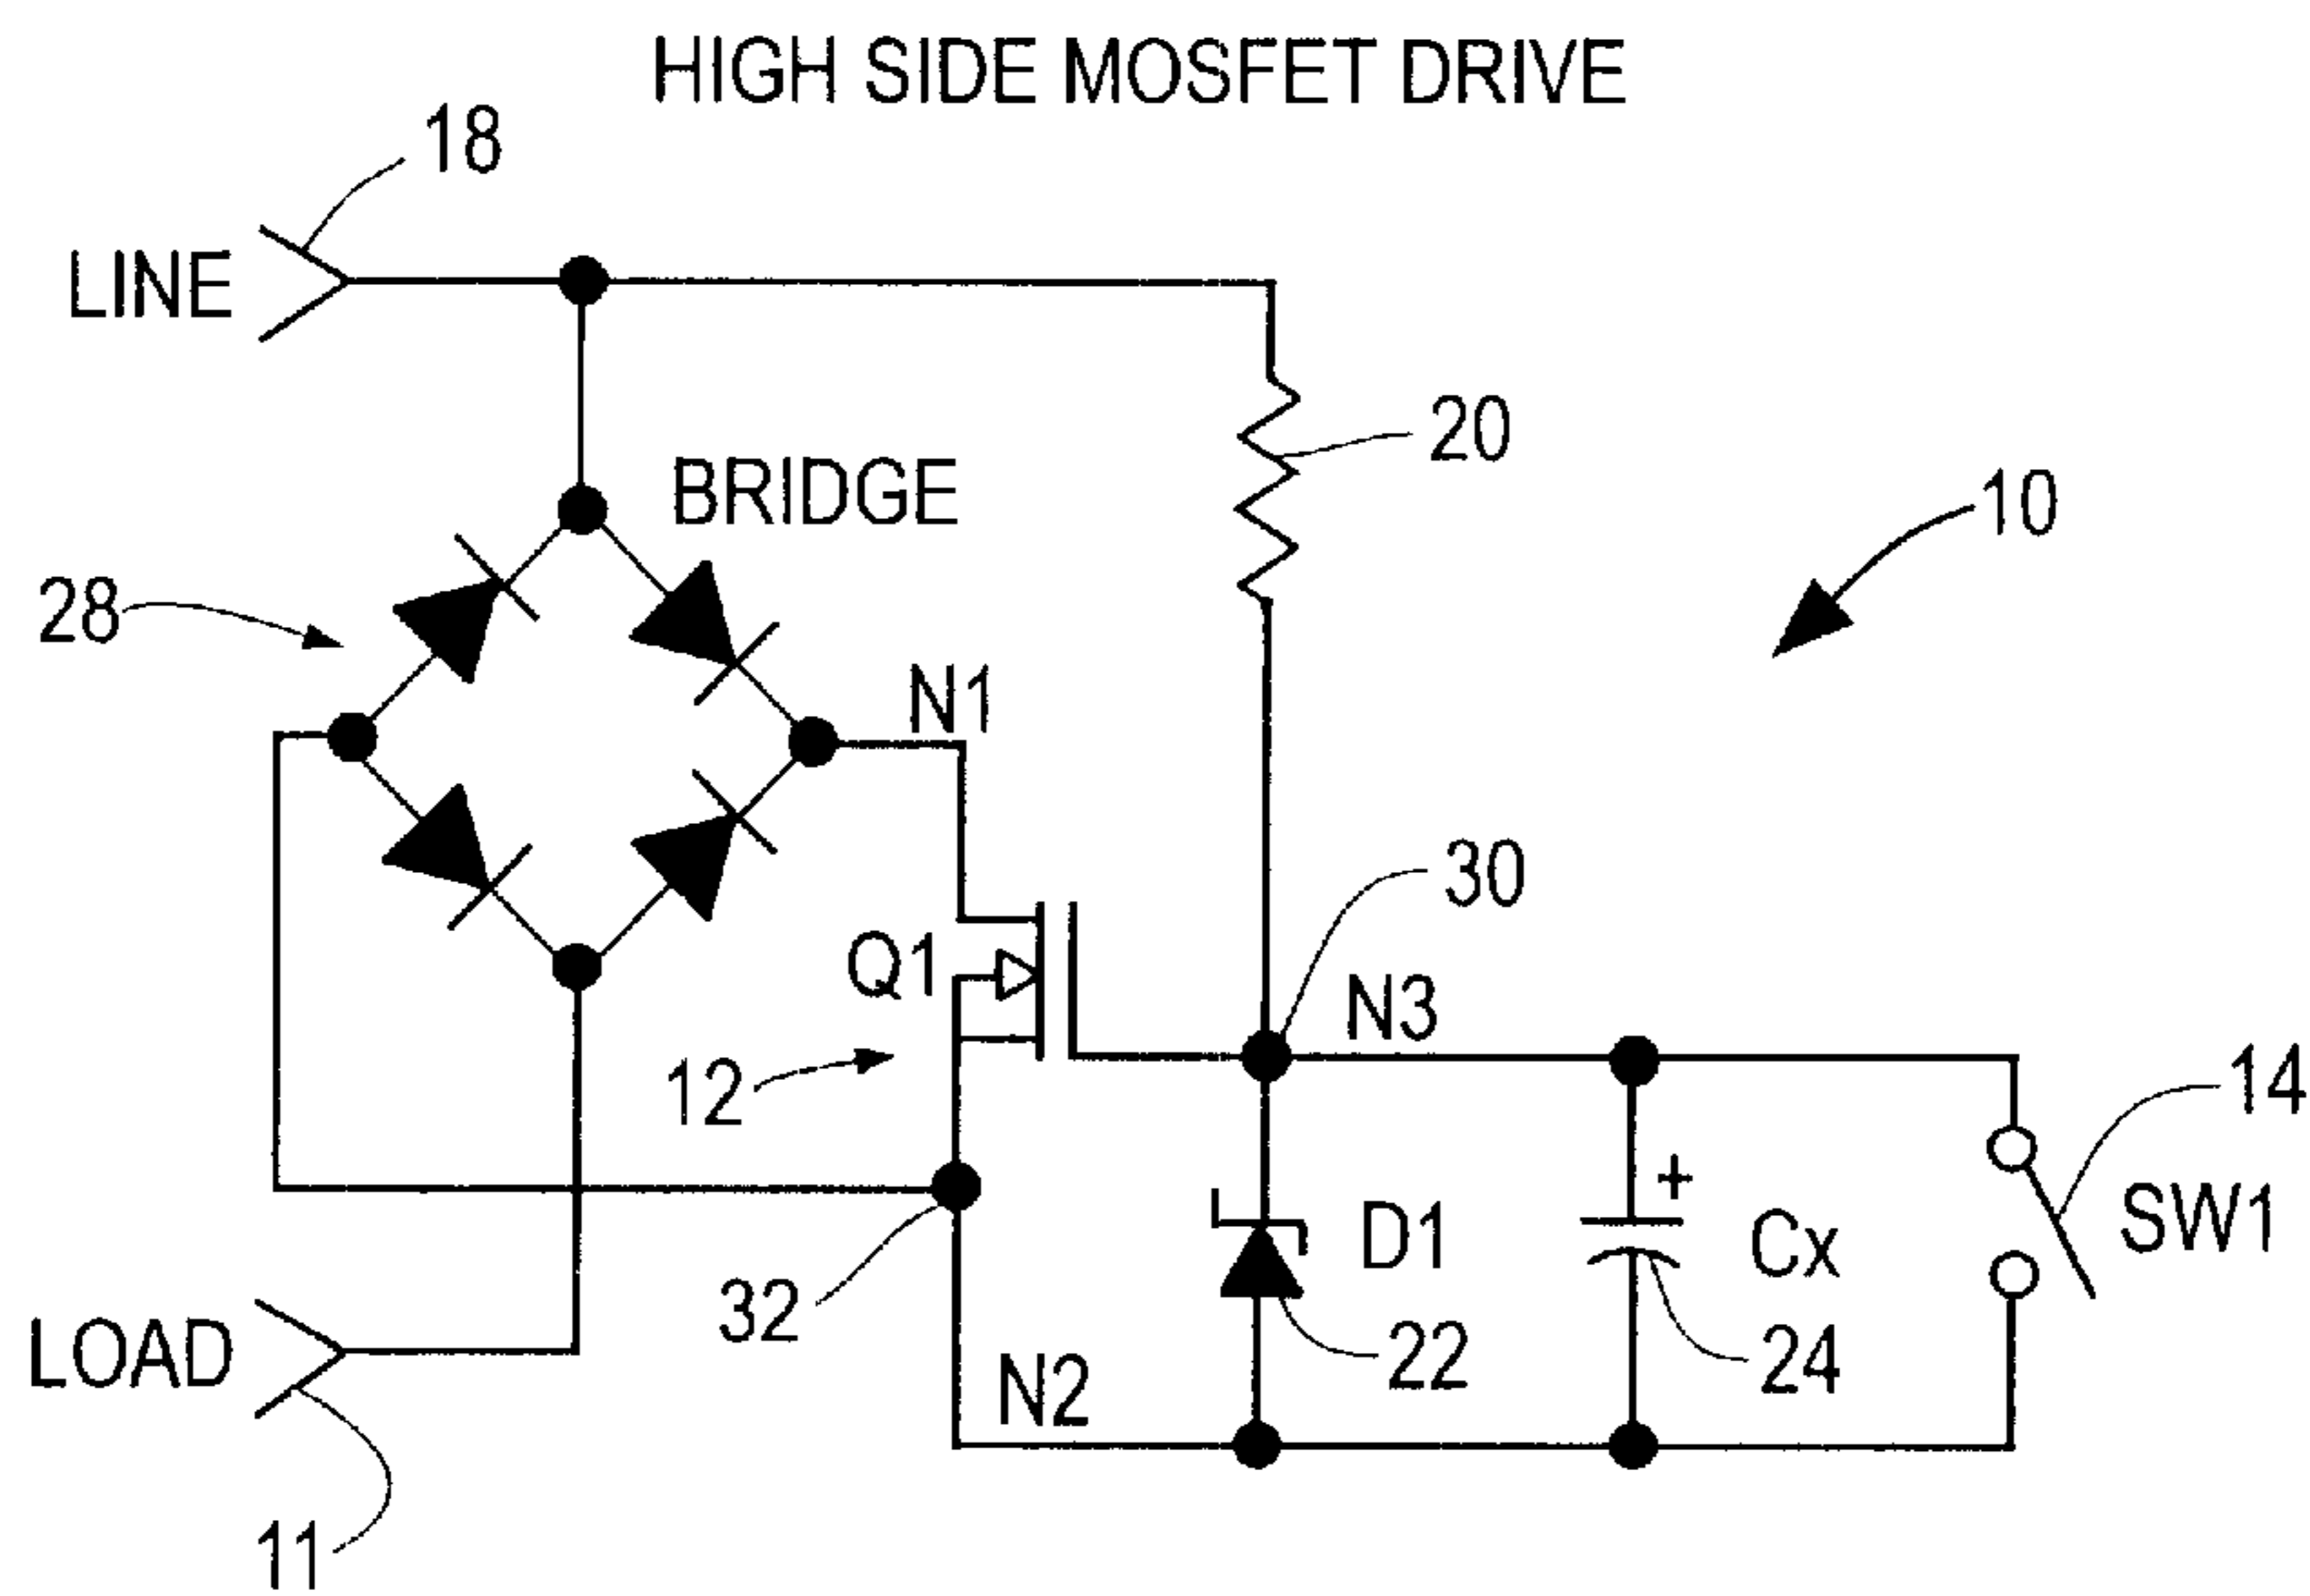 HIGH SIDE MOSFET DRIVE
18
LINE
20
10
BRIDGE
28
N1
30
Q1
N3
12
14
D1
Cx
SW1
32
LOAD
22
24
N2
11